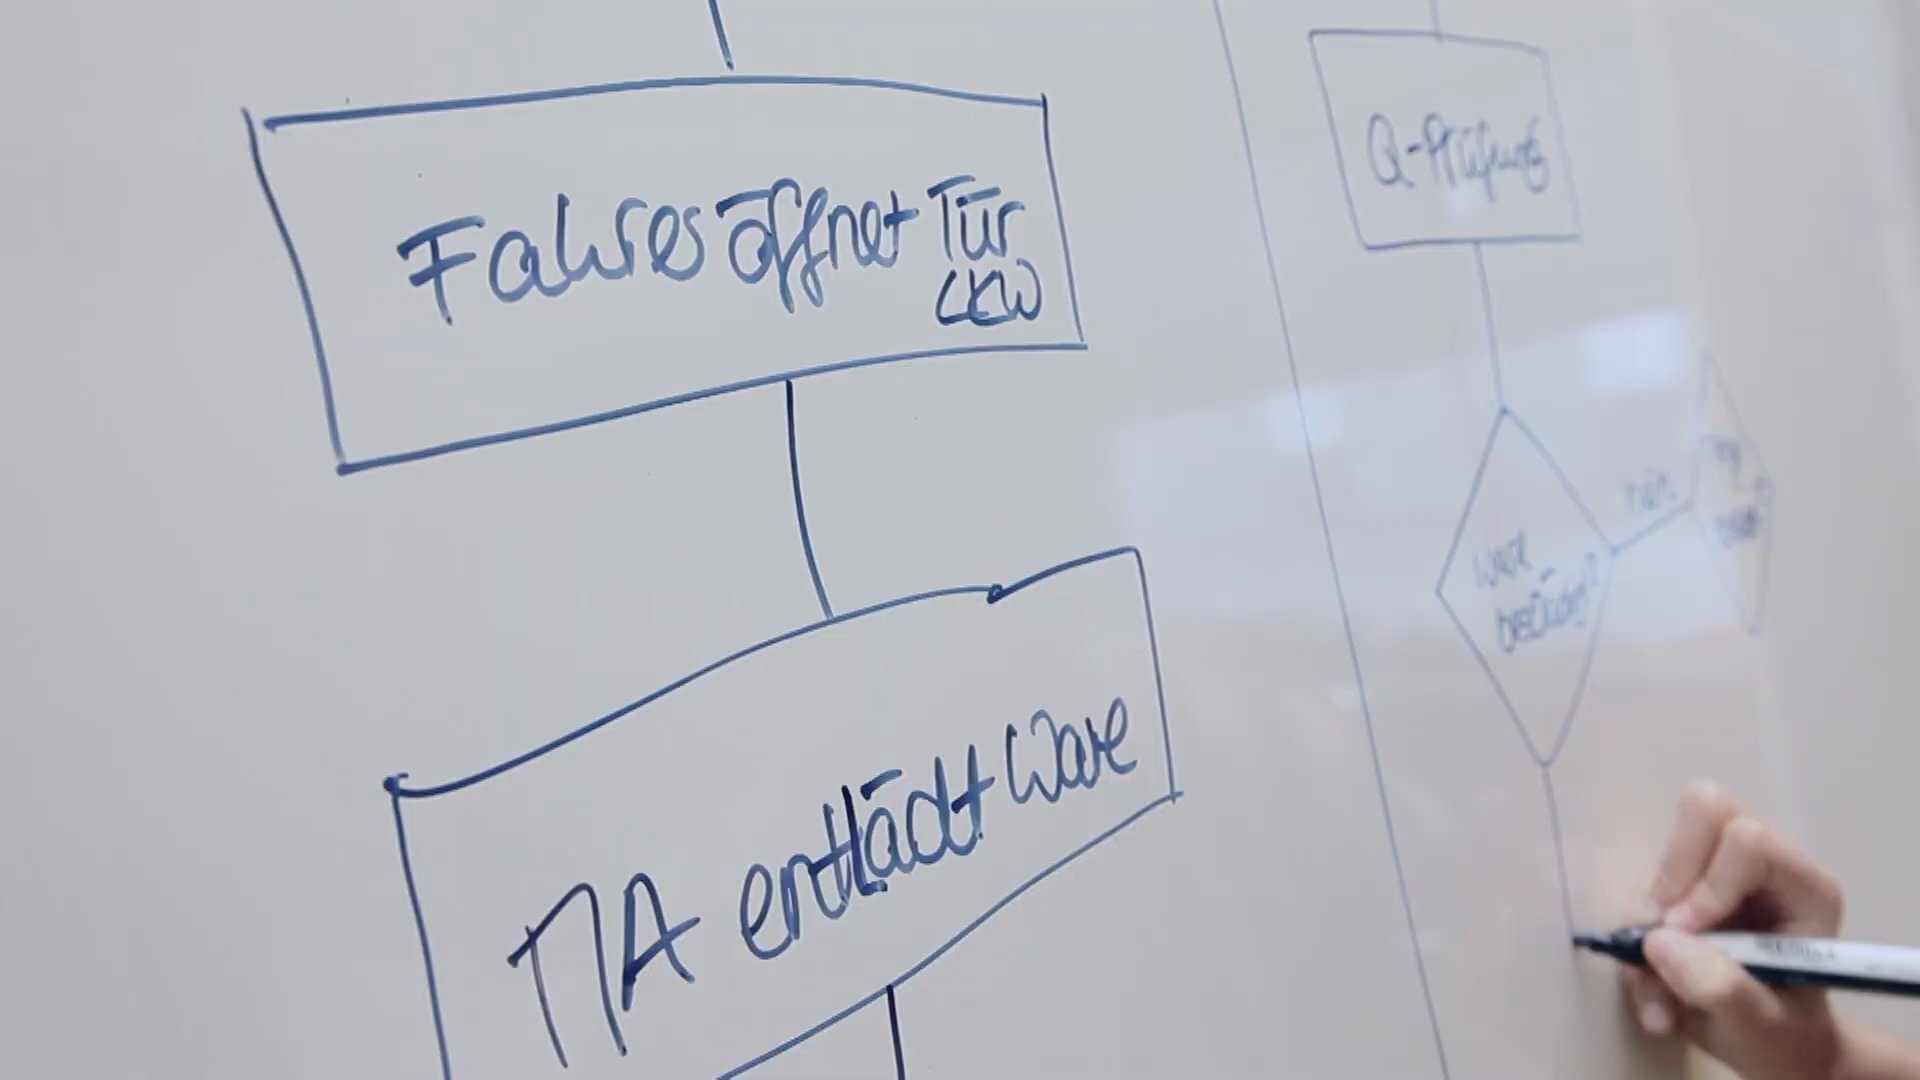 Fahrer öffnet Tür
LKW
MA entlädt Ware
Q-Prüfung
Ware
beschädigt?
nein